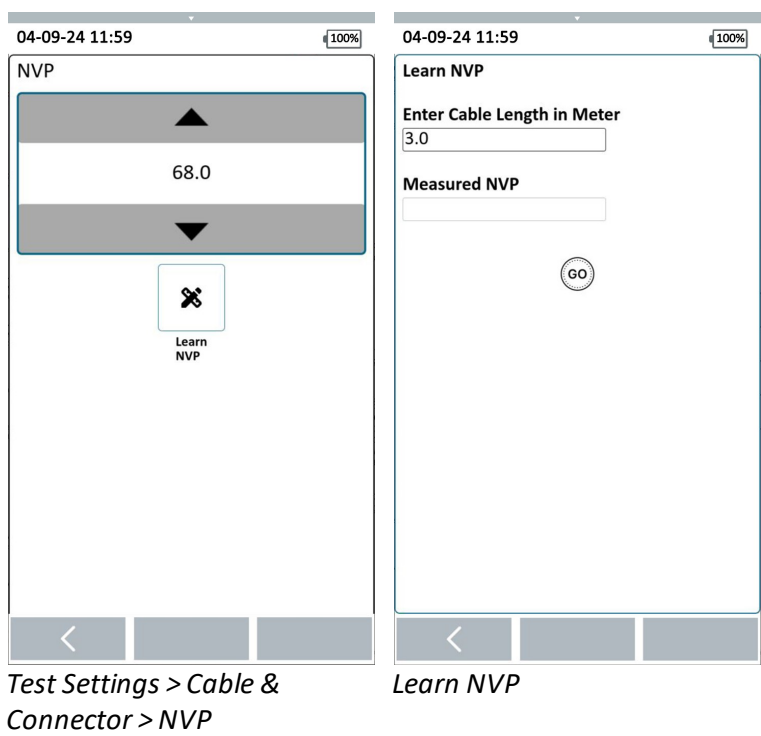 04-09-24 11:59
100%
NVP
68.0
Learn
NVP
Test Settings > Cable &
Connector > NVP
04-09-24 11:59
100%
Learn NVP
Enter Cable Length in Meter
3.0
Measured NVP
GO
Learn NVP